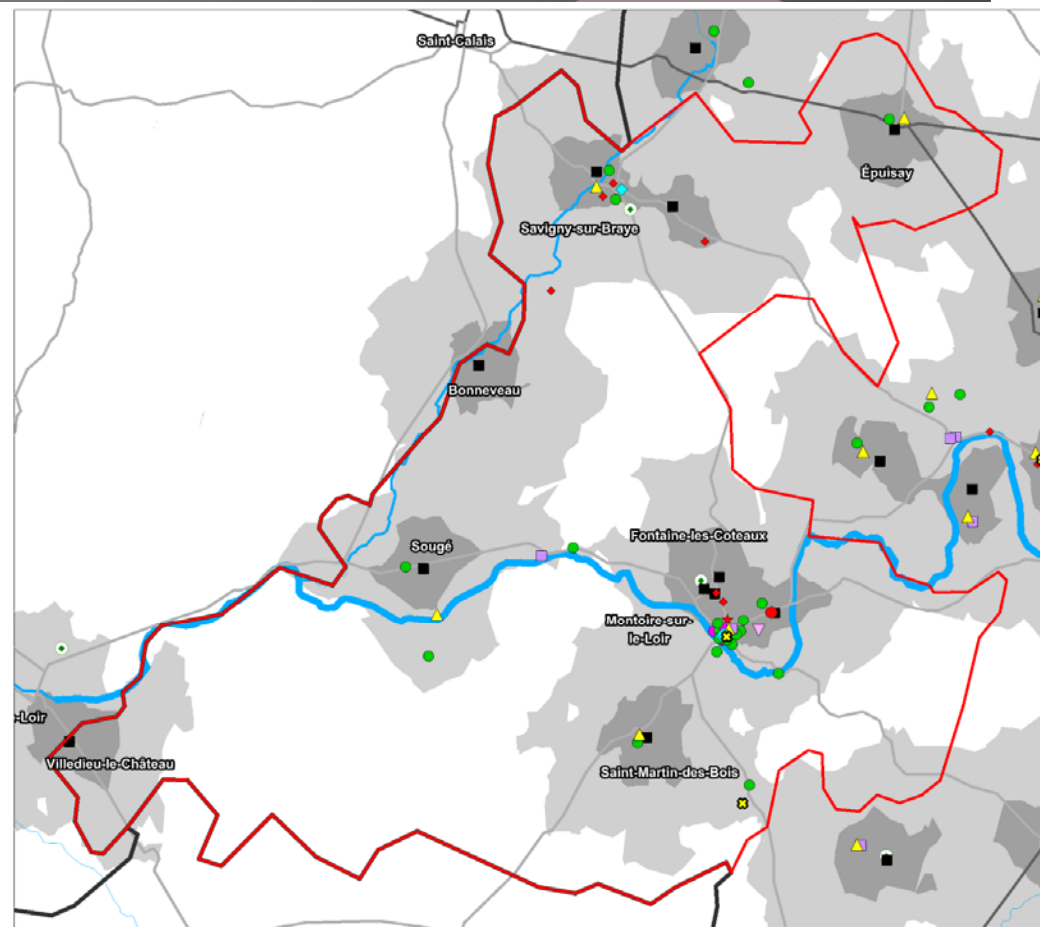 Saint-Calais
Épuisay
Savigny-sur-Braye
Bonneveau
Sougé
Fontaine-les-Coteaux
Montoire-sur-
le-Loir
-Loir
Villedieu-le-Château
Saint-Martin-des-Bois